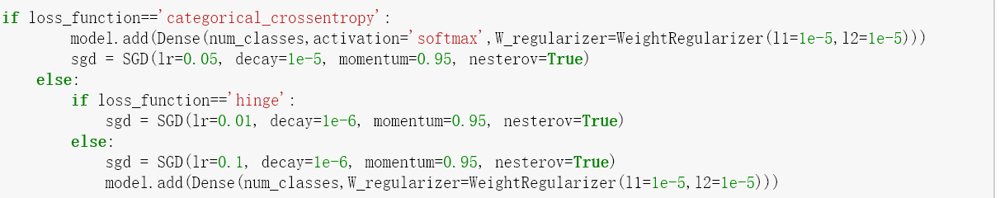 if loss_function=='categorical_crossentropy':
        model.add(Dense(num_classes,activation='softmax',W_regularizer=WeightRegularizer(l1=1e-5,l2=1e-5)))
        sgd = SGD(lr=0.05, decay=1e-5, momentum=0.95, nesterov=True)
    else:
        if loss_function=='hinge':
            sgd = SGD(lr=0.01, decay=1e-6, momentum=0.95, nesterov=True)
        else:
            sgd = SGD(lr=0.1, decay=1e-6, momentum=0.95, nesterov=True)
            model.add(Dense(num_classes,W_regularizer=WeightRegularizer(l1=1e-5,l2=1e-5)))